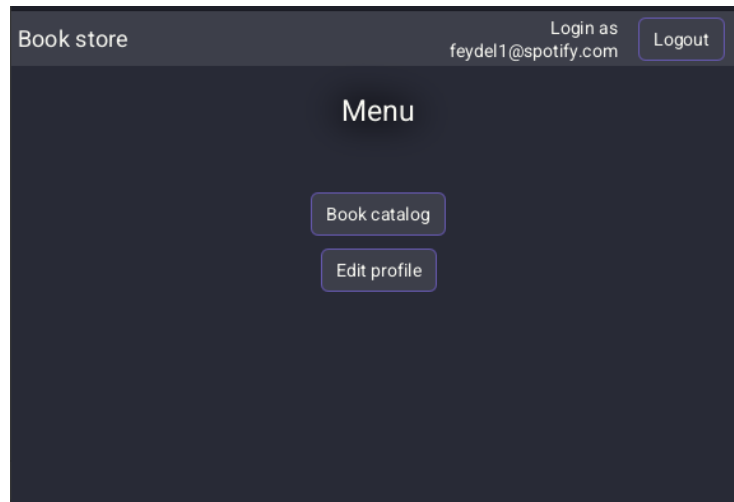 Book store
Login as
feydel1@spotify.com
Logout
Menu
Book catalog
Edit profile